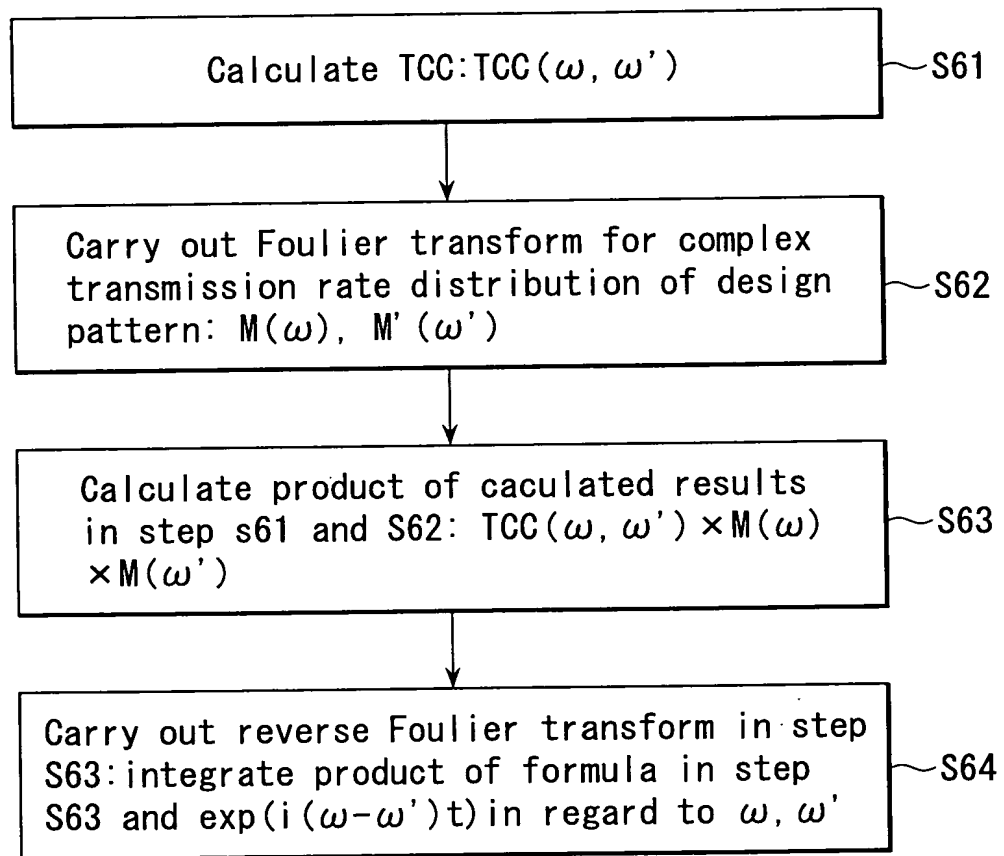 Calculate TCC:TCC(ω, ω')
S61
Carry out Foulier transform for complex
transmission rate distribution of design
pattern: M(ω), M'(ω')
S62
Calculate product of caculated results
in step s61 and S62: TCC(ω, ω')×M(ω)
×M(ω')
S63
Carry out reverse Foulier transform in step
S63:integrate product of formula in step
S63 and exp(i(ω-ω')t)in regard to ω, ω'
S64